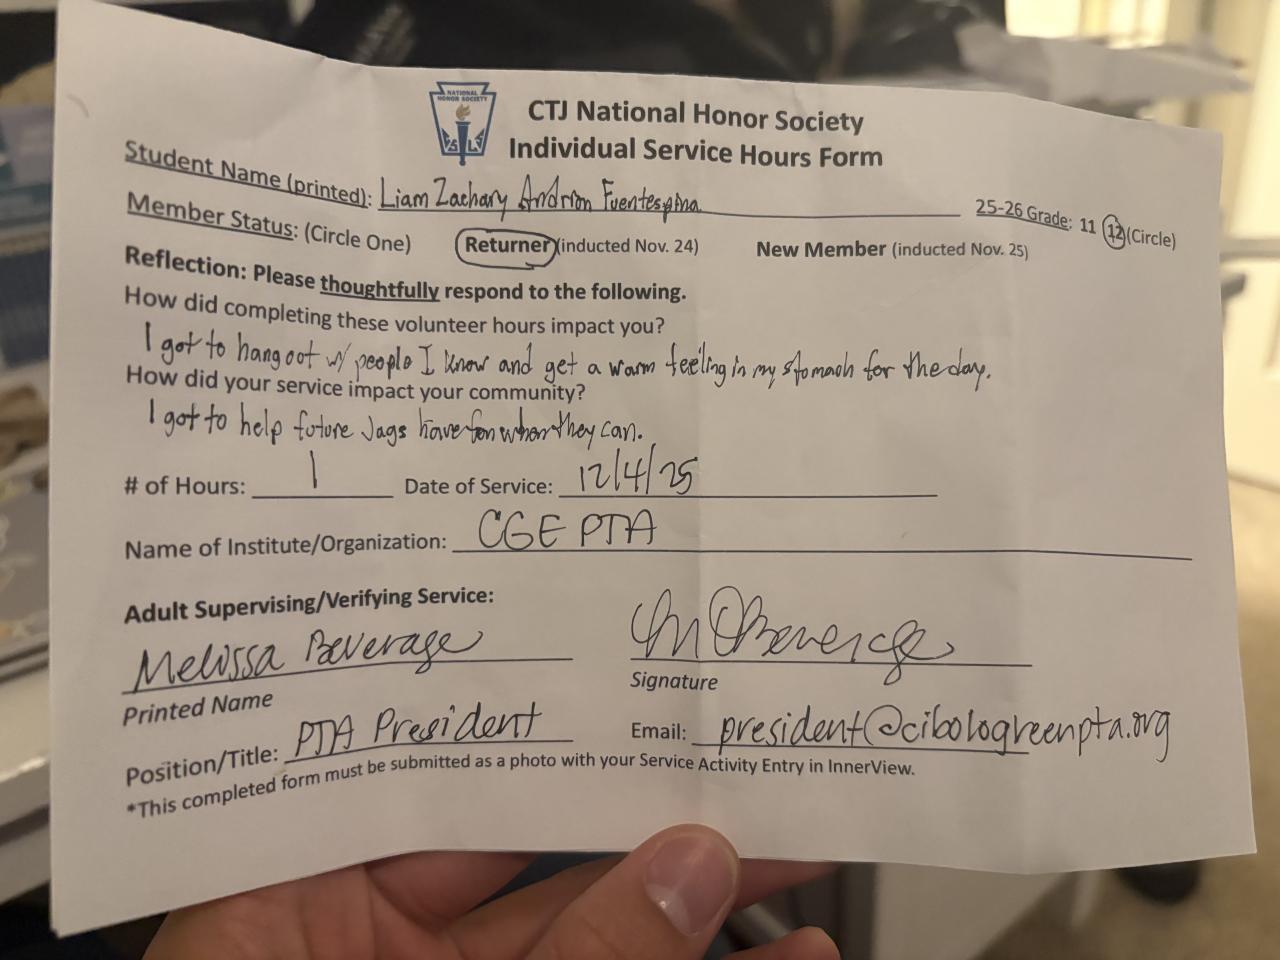 NATIONAL
HONOR SOCIETY
CTJ National Honor Society
Individual Service Hours Form
Student Name (printed): Liam Zachary Andrion Fuentespina
25-26 Grade: 11 12 (Circle)
Member Status: (Circle One) Returner (inducted Nov. 24) New Member (inducted Nov. 25)
Reflection: Please thoughtfully respond to the following.
How did completing these volunteer hours impact you?
I got to hang out w/ people I know and get a warm feeling in my stomach for the day.
How did your service impact your community?
I got to help future Jags have fun when they can.
# of Hours: 1 Date of Service: 12/4/25
Name of Institute/Organization: CGE PTA
Adult Supervising/Verifying Service:
Melissa Beverage M Beverage
Printed Name Signature
Position/Title: PTA President Email: president@cibologreenpta.org
*This completed form must be submitted as a photo with your Service Activity Entry in InnerView.